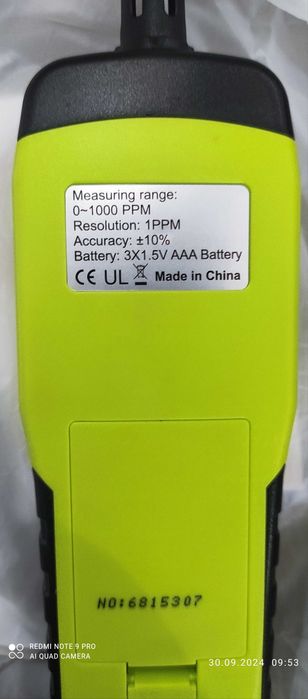 Measuring range:
0~1000 PPM
Resolution: 1PPM
Accuracy: ±10%
Battery: 3X1.5V AAA Battery
CE UL Made in China
NO:6815307
REDMI NOTE 9 PRO
AI QUAD CAMERA
30.09.2024 09:53